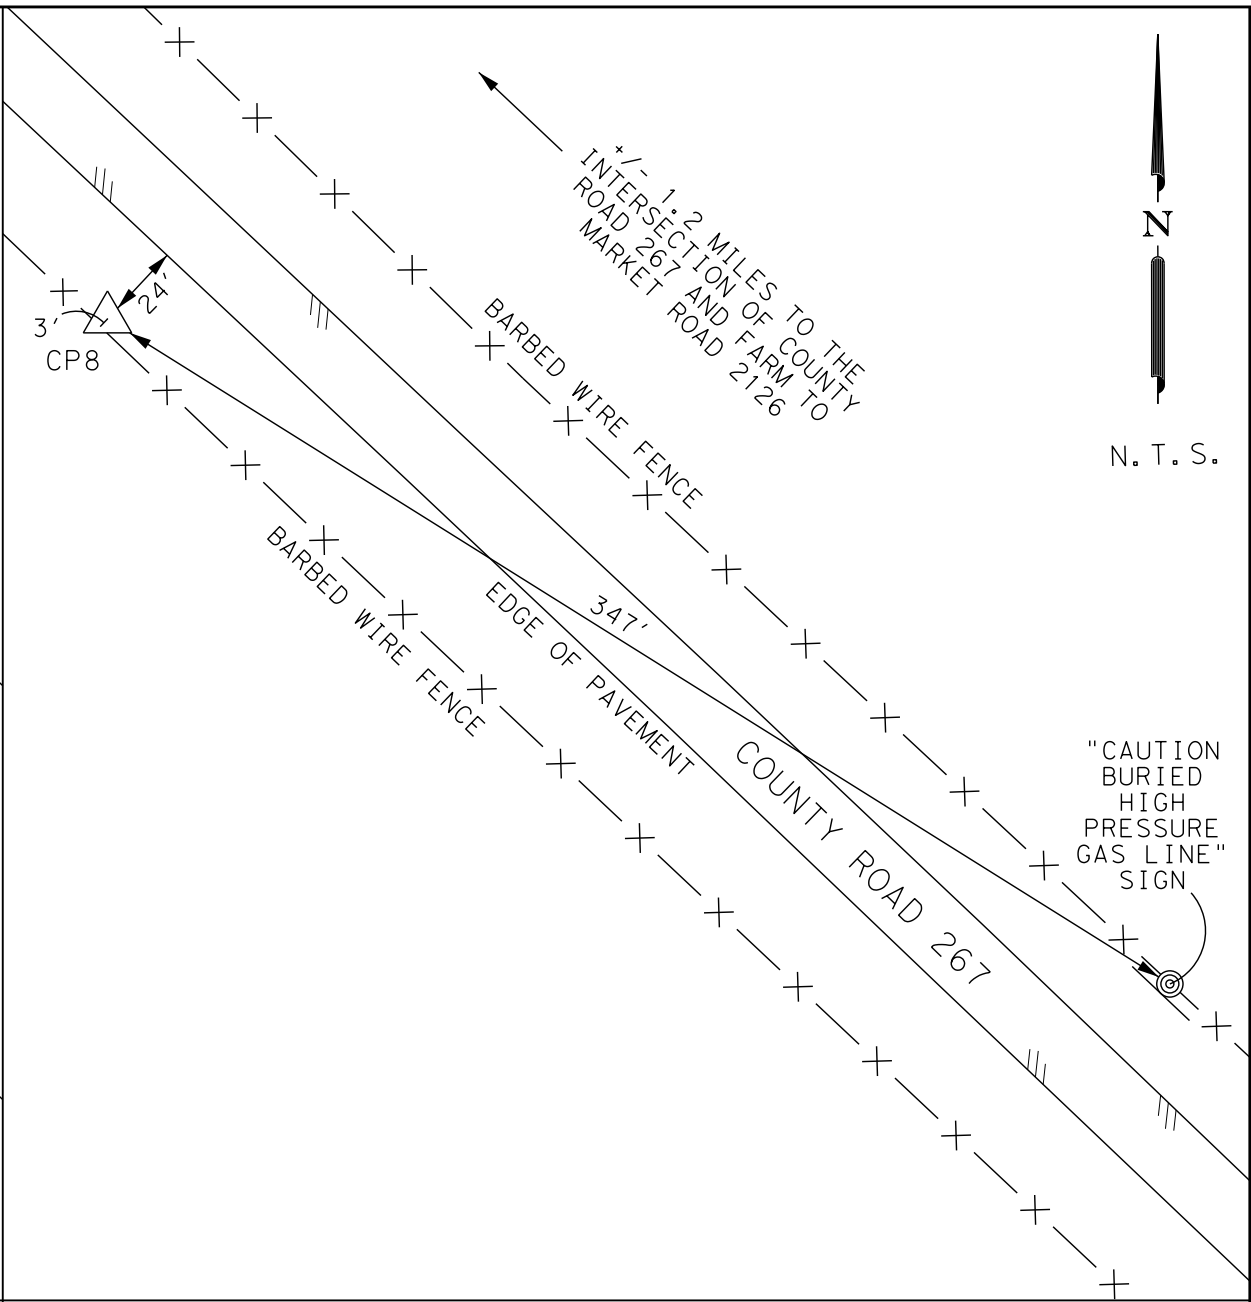 +/- 1.2 MILES TO THE
INTERSECTION OF COUNTY
ROAD 267 AND FARM TO
MARKET ROAD 2126
N
N.T.S.
24'
3'
CP8
BARBED WIRE FENCE
BARBED WIRE FENCE
347'
EDGE OF PAVEMENT
COUNTY ROAD 267
"CAUTION
BURIED
HIGH
PRESSURE
GAS LINE"
SIGN